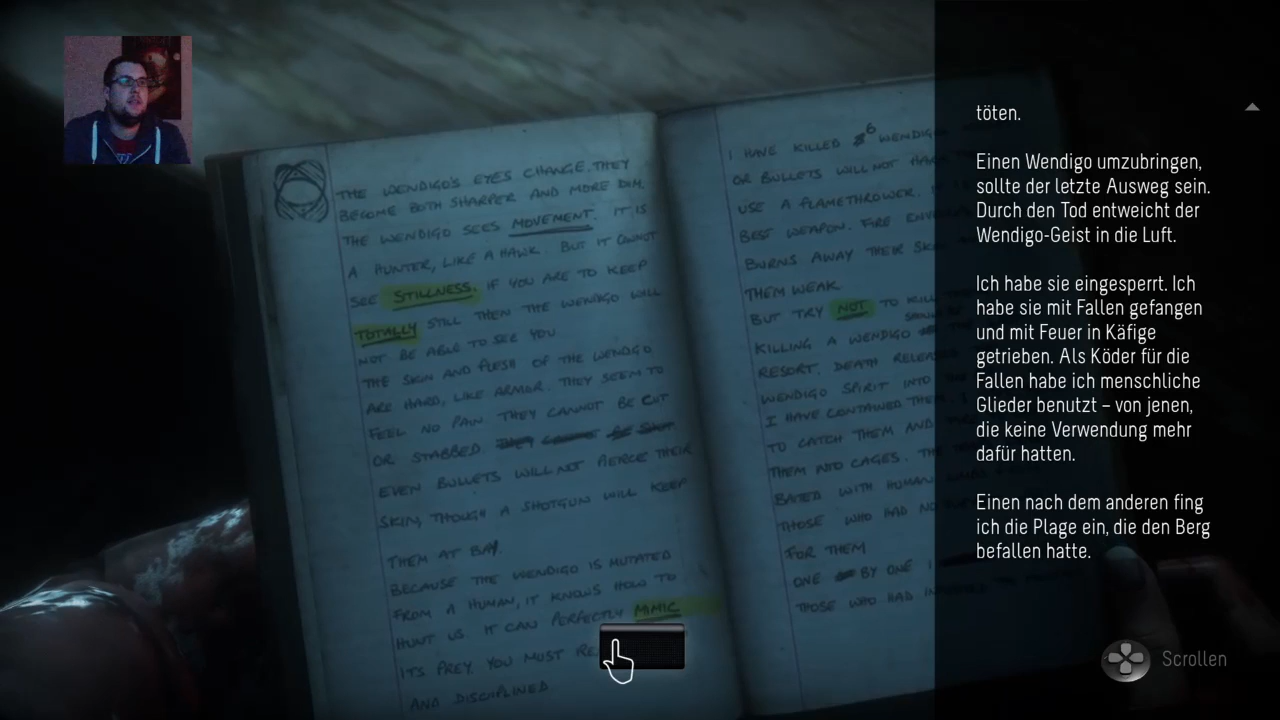 THE WENDIGO'S EYES CHANGE. THEY
BECOME BOTH SHARPER AND MORE DIM.
THE WENDIGO SEES MOVEMENT. IT IS
A HUNTER, LIKE A HAWK. BUT IT CANNOT
SEE STILLNESS. IF YOU ARE TO KEEP
TOTALLY STILL THEN THE WENDIGO WILL
NOT BE ABLE TO SEE YOU
THE SKIN AND FLESH OF THE WENDIGO
ARE HARD, LIKE ARMOR. THEY SEEM TO
FEEL NO PAIN. THEY CANNOT BE CUT
OR STABBED. THEY CANNOT BE SHOT
EVEN BULLETS WILL NOT PIERCE THEIR
SKIN, THOUGH A SHOTGUN WILL KEEP
THEM AT BAY.
BECAUSE THE WENDIGO IS MUTATED
FROM A HUMAN, IT KNOWS HOW TO
HUNT US. IT CAN PERFECTLY MIMIC
ITS PREY. YOU MUST
AND DISCIPLINED
I HAVE KILLED 6 WENDIGO
OR BULLETS WILL NOT
USE A FLAMETHROWER.
BEST WEAPON. FIRE
BURNS AWAY THEIR
THEM WEAK.
BUT TRY NOT TO KILL
KILLING A WENDIGO SHOULD
RESORT. DEATH RELEASES
WENDIGO SPIRIT INTO
I HAVE CONTAINED THEM.
TO CATCH THEM AND
THEM INTO CAGES. THE
BAITED WITH HUMAN
THOSE WHO HAD NO
FOR THEM
ONE BY ONE I
THOSE WHO HAD
töten.
Einen Wendigo umzubringen,
sollte der letzte Ausweg sein.
Durch den Tod entweicht der
Wendigo-Geist in die Luft.
Ich habe sie eingesperrt. Ich
habe sie mit Fallen gefangen
und mit Feuer in Käfige
getrieben. Als Köder für die
Fallen habe ich menschliche
Glieder benutzt – von jenen,
die keine Verwendung mehr
dafür hatten.
Einen nach dem anderen fing
ich die Plage ein, die den Berg
befallen hatte.
Scrollen